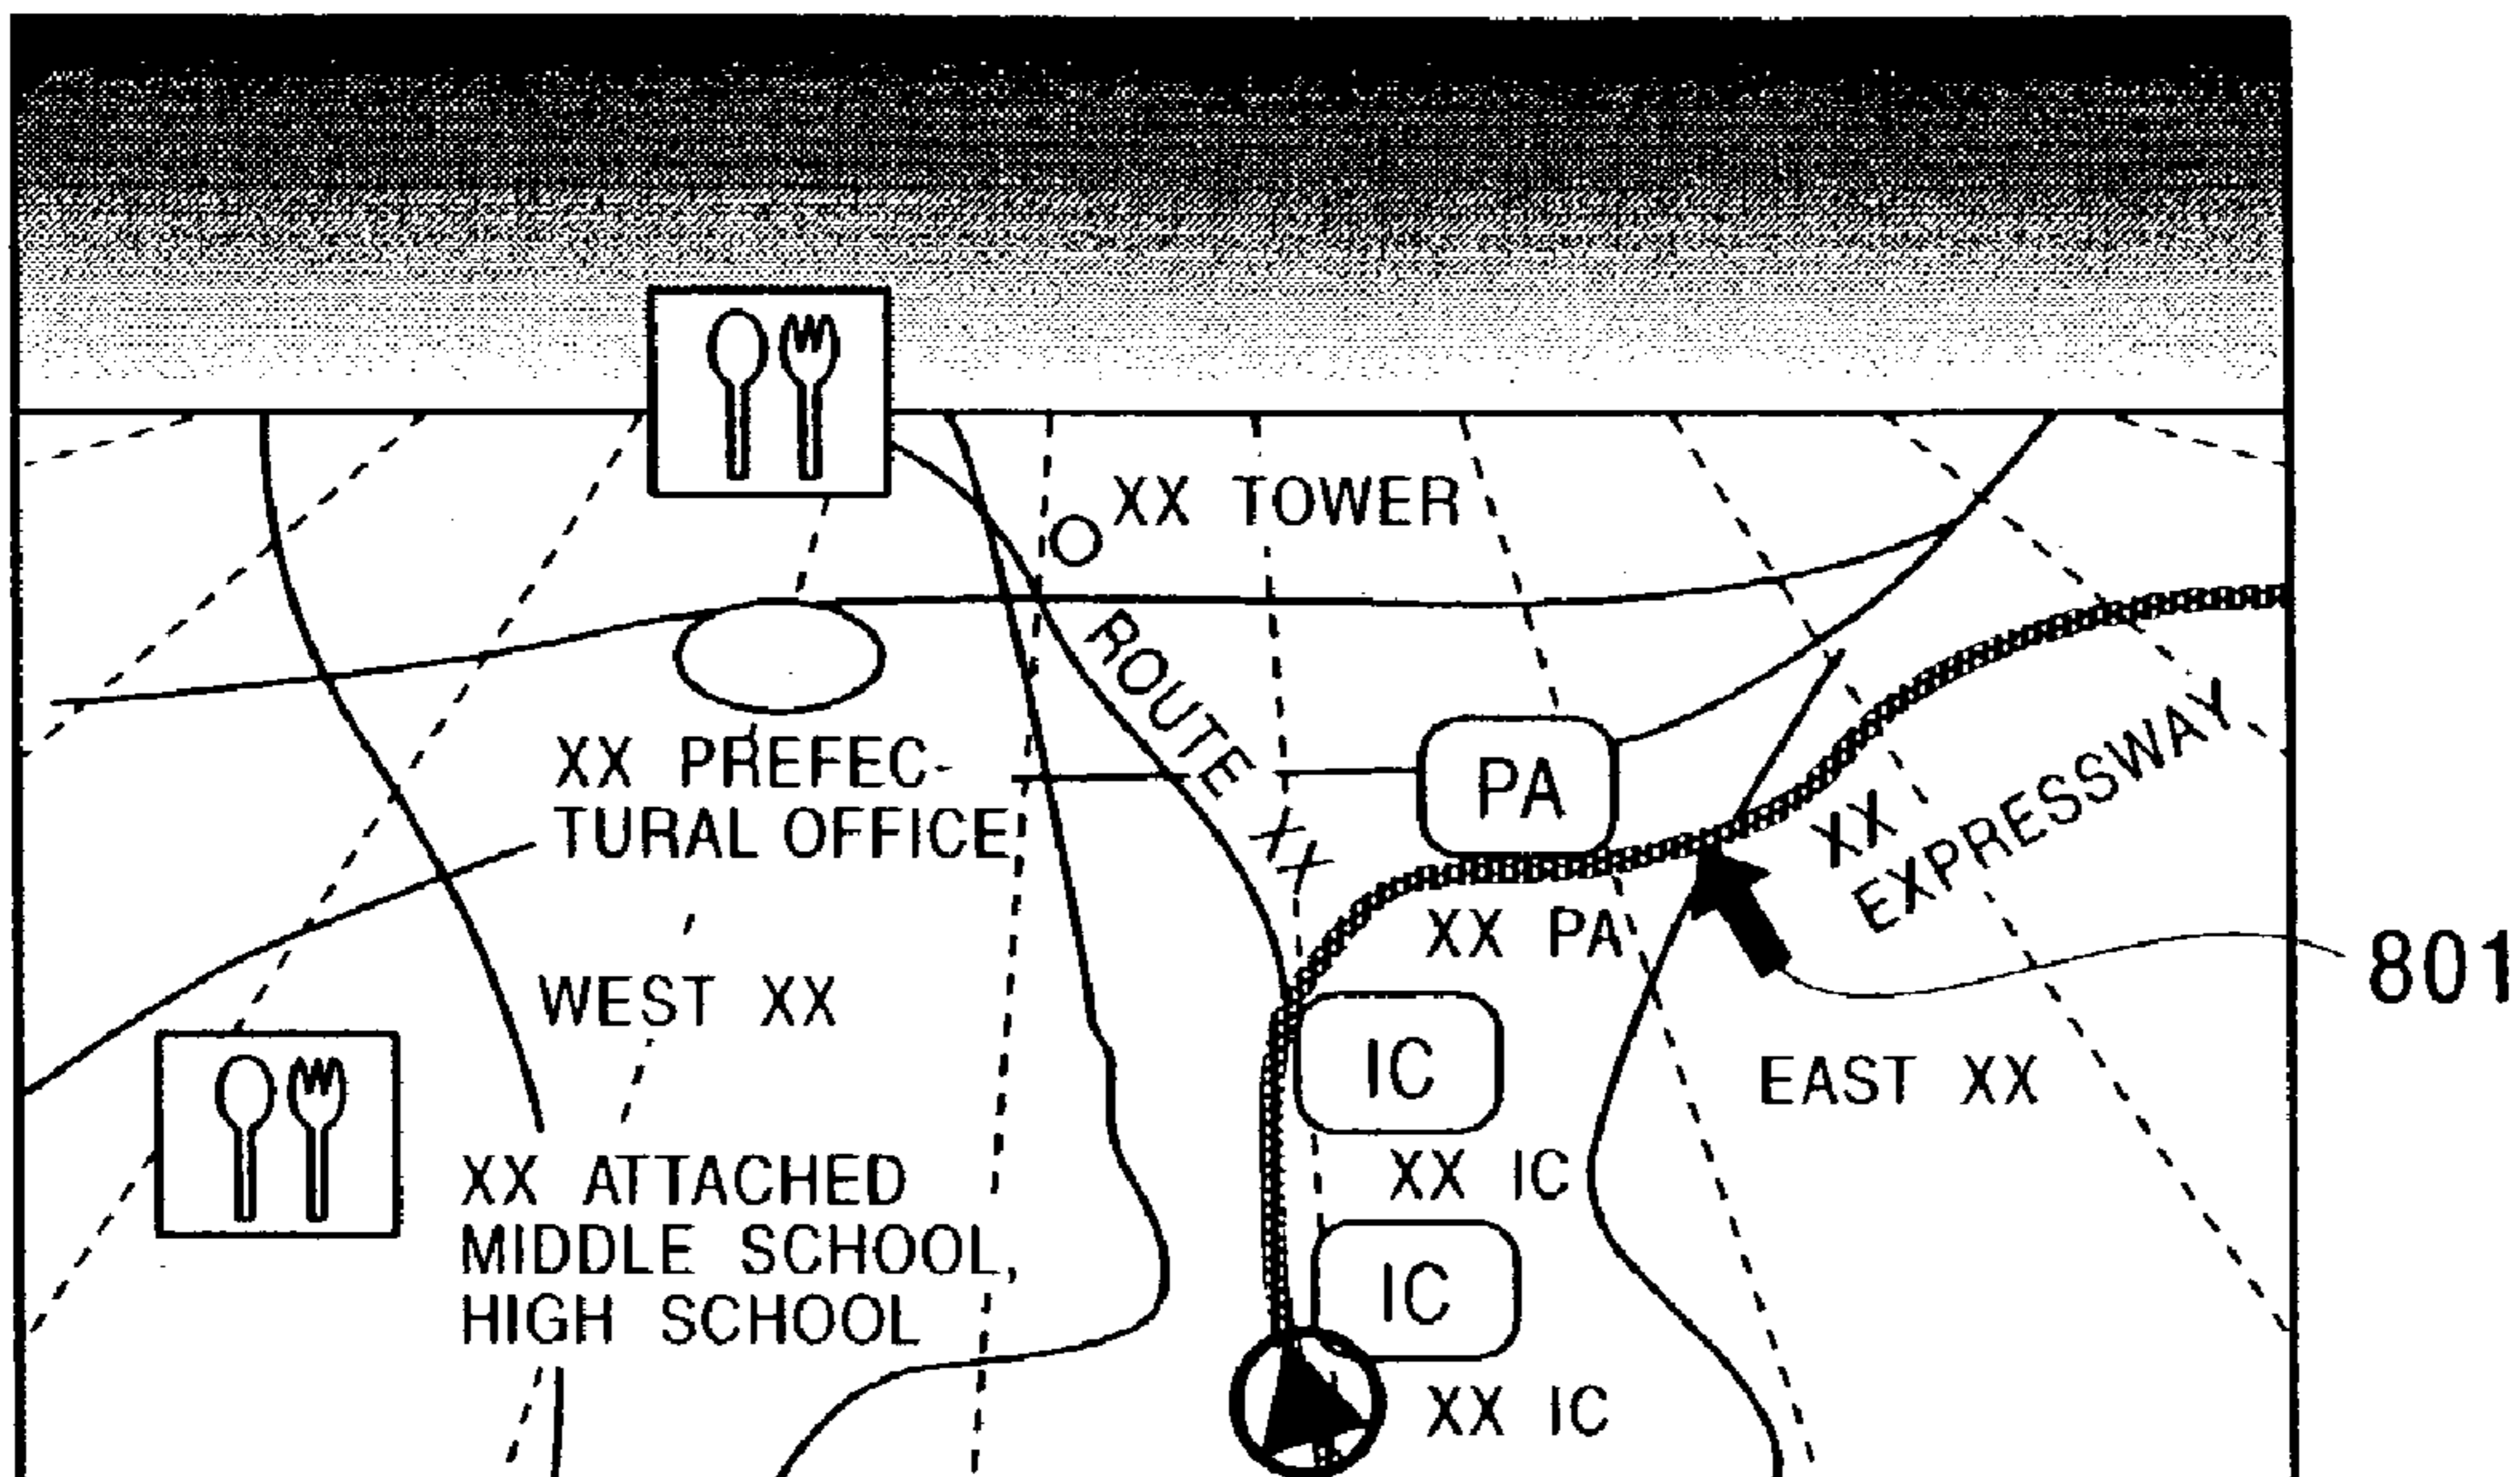 XX TOWER
ROUTE XX
XX PREFEC-
TURAL OFFICE
PA
XX
EXPRESSWAY
XX PA
801
WEST XX
IC
EAST XX
XX IC
XX ATTACHED
MIDDLE SCHOOL,
HIGH SCHOOL
IC
XX IC